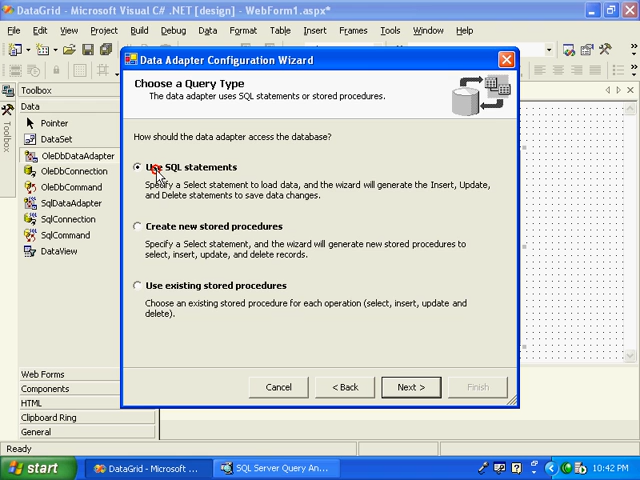 DataGrid - Microsoft Visual C# .NET [design] - WebForm1.aspx*
File Edit View Project Build Debug Data Format Table Insert Frames Tools Window Help
Toolbox
Data
Pointer
DataSet
OleDbDataAdapter
OleDbConnection
OleDbCommand
SqlDataAdapter
SqlConnection
SqlCommand
DataView
Web Forms
Components
HTML
Clipboard Ring
General
Toolbox
Data Adapter Configuration Wizard
Choose a Query Type
The data adapter uses SQL statements or stored procedures.
How should the data adapter access the database?
Use SQL statements
Specify a Select statement to load data, and the wizard will generate the Insert, Update,
and Delete statements to save data changes.
Create new stored procedures
Specify a Select statement, and the wizard will generate new stored procedures to
select, insert, update, and delete records.
Use existing stored procedures
Choose an existing stored procedure for each operation (select, insert, update and
delete).
Cancel
< Back
Next >
Finish
Ready
start
DataGrid - Microsoft ...
SQL Server Query An...
10:42 PM